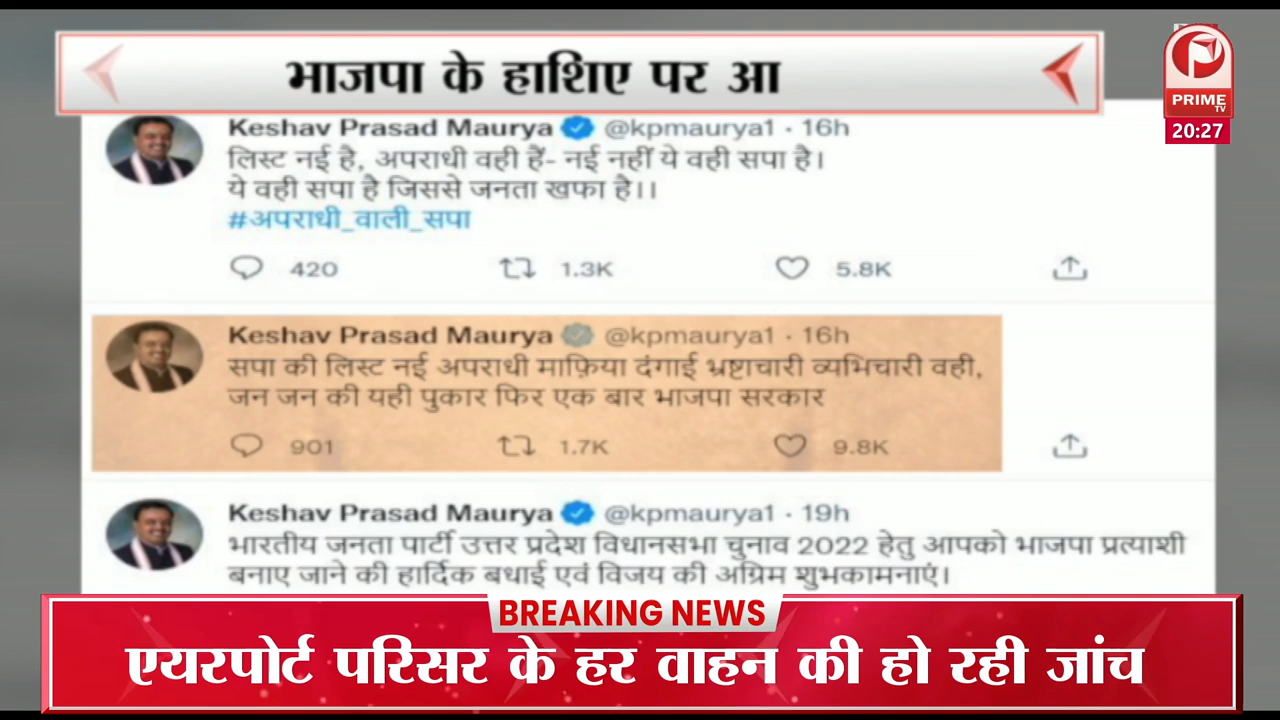 भाजपा के हाशिए पर आ
PRIME
TV
20:27
Keshav Prasad Maurya @kpmaurya1 · 16h
लिस्ट नई है, अपराधी वही हैं- नई नहीं ये वही सपा है।
ये वही सपा है जिससे जनता खफा है।।
#अपराधी_वाली_सपा
420 1.3K 5.8K
Keshav Prasad Maurya @kpmaurya1 · 16h
सपा की लिस्ट नई अपराधी माफ़िया दंगाई भ्रष्टाचारी व्यभिचारी वही,
जन जन की यही पुकार फिर एक बार भाजपा सरकार
901 1.7K 9.8K
Keshav Prasad Maurya @kpmaurya1 · 19h
भारतीय जनता पार्टी उत्तर प्रदेश विधानसभा चुनाव 2022 हेतु आपको भाजपा प्रत्याशी
बनाए जाने की हार्दिक बधाई एवं विजय की अग्रिम शुभकामनाएं।
BREAKING NEWS
एयरपोर्ट परिसर के हर वाहन की हो रही जांच